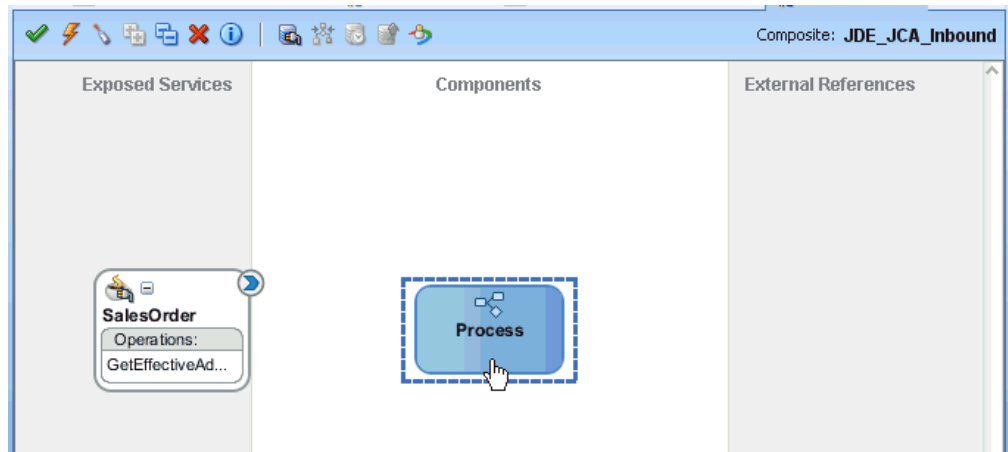 Composite: JDE_JCA_Inbound
Exposed Services
Components
External References
SalesOrder
Operations:
GetEffectiveAd...
Process